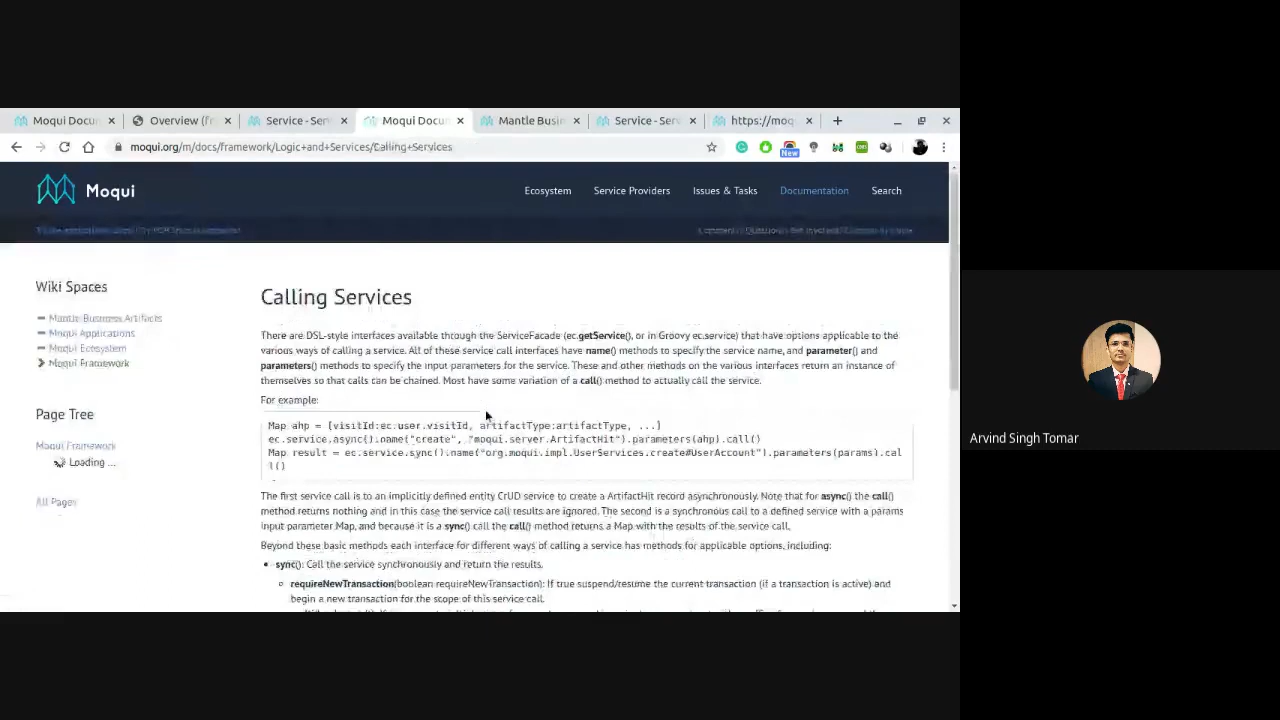 Moqui Docu
Overview (fr
Service - Serv
Moqui Docum
Mantle Busin
Service - Serv
https://moq
moqui.org/m/docs/framework/Logic+and+Services/Calling+Services
New
Moqui
Ecosystem
Service Providers
Issues & Tasks
Documentation
Search
Wiki Spaces
Mantle Business Artifacts
Moqui Applications
Moqui Ecosystem
Moqui Framework
Page Tree
Moqui Framework
Loading ...
All Pages
Calling Services
There are DSL-style interfaces available through the ServiceFacade (ec.getService(), or in Groovy ec.service) that have options applicable to the
various ways of calling a service. All of these service call interfaces have name() methods to specify the service name, and parameter() and
parameters() methods to specify the input parameters for the service. These and other methods on the various interfaces return an instance of
themselves so that calls can be chained. Most have some variation of a call() method to actually call the service.
For example:
Map ahp = [visitId:ec.user.visitId, artifactType:artifactType, ...]
ec.service.async().name("create", "moqui.server.ArtifactHit").parameters(ahp).call()
Map result = ec.service.sync().name("org.moqui.impl.UserServices.create#UserAccount").parameters(params).cal
l()
The first service call is to an implicitly defined entity CrUD service to create a ArtifactHit record asynchronously. Note that for async() the call()
method returns nothing and in this case the service call results are ignored. The second is a synchronous call to a defined service with a params
input parameter Map, and because it is a sync() call the call() method returns a Map with the results of the service call.
Beyond these basic methods each interface for different ways of calling a service has methods for applicable options, including:
sync(): Call the service synchronously and return the results.
requireNewTransaction(boolean requireNewTransaction): If true suspend/resume the current transaction (if a transaction is active) and
begin a new transaction for the scope of this service call.
Arvind Singh Tomar